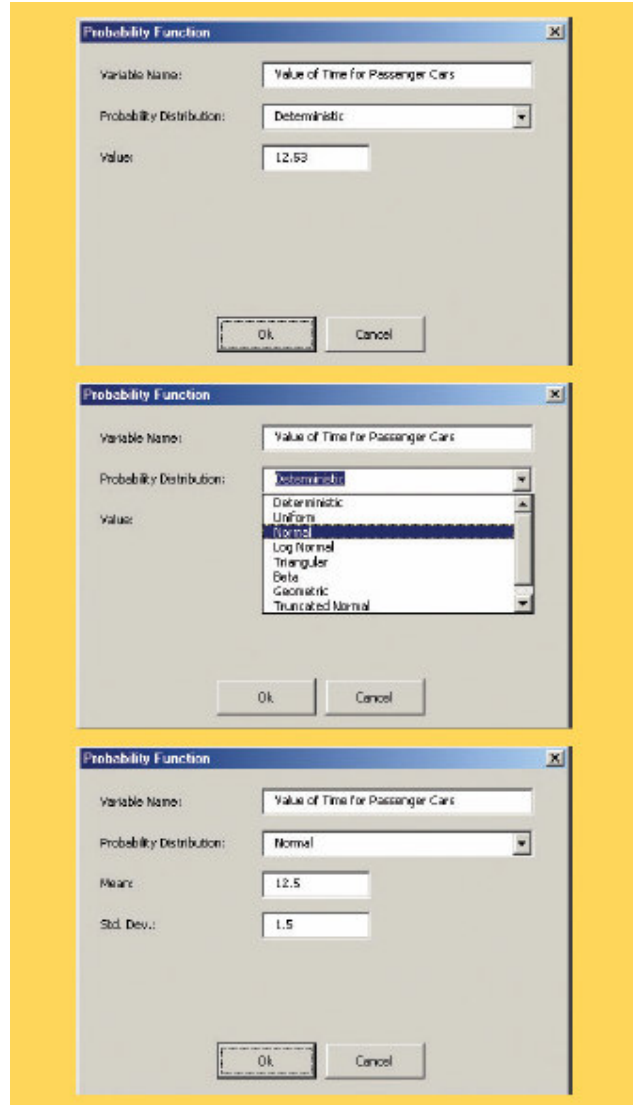 Probability Function
Variable Name: Value of Time for Passenger Cars
Probability Distribution: Deterministic
Value: 12.53
Ok Cancel
Probability Function
Variable Name: Value of Time for Passenger Cars
Probability Distribution: Deterministic
Value:
Deterministic
Uniform
Normal
Log Normal
Triangular
Beta
Geometric
Truncated Normal
Ok Cancel
Probability Function
Variable Name: Value of Time for Passenger Cars
Probability Distribution: Normal
Mean: 12.5
Std. Dev.: 1.5
Ok Cancel